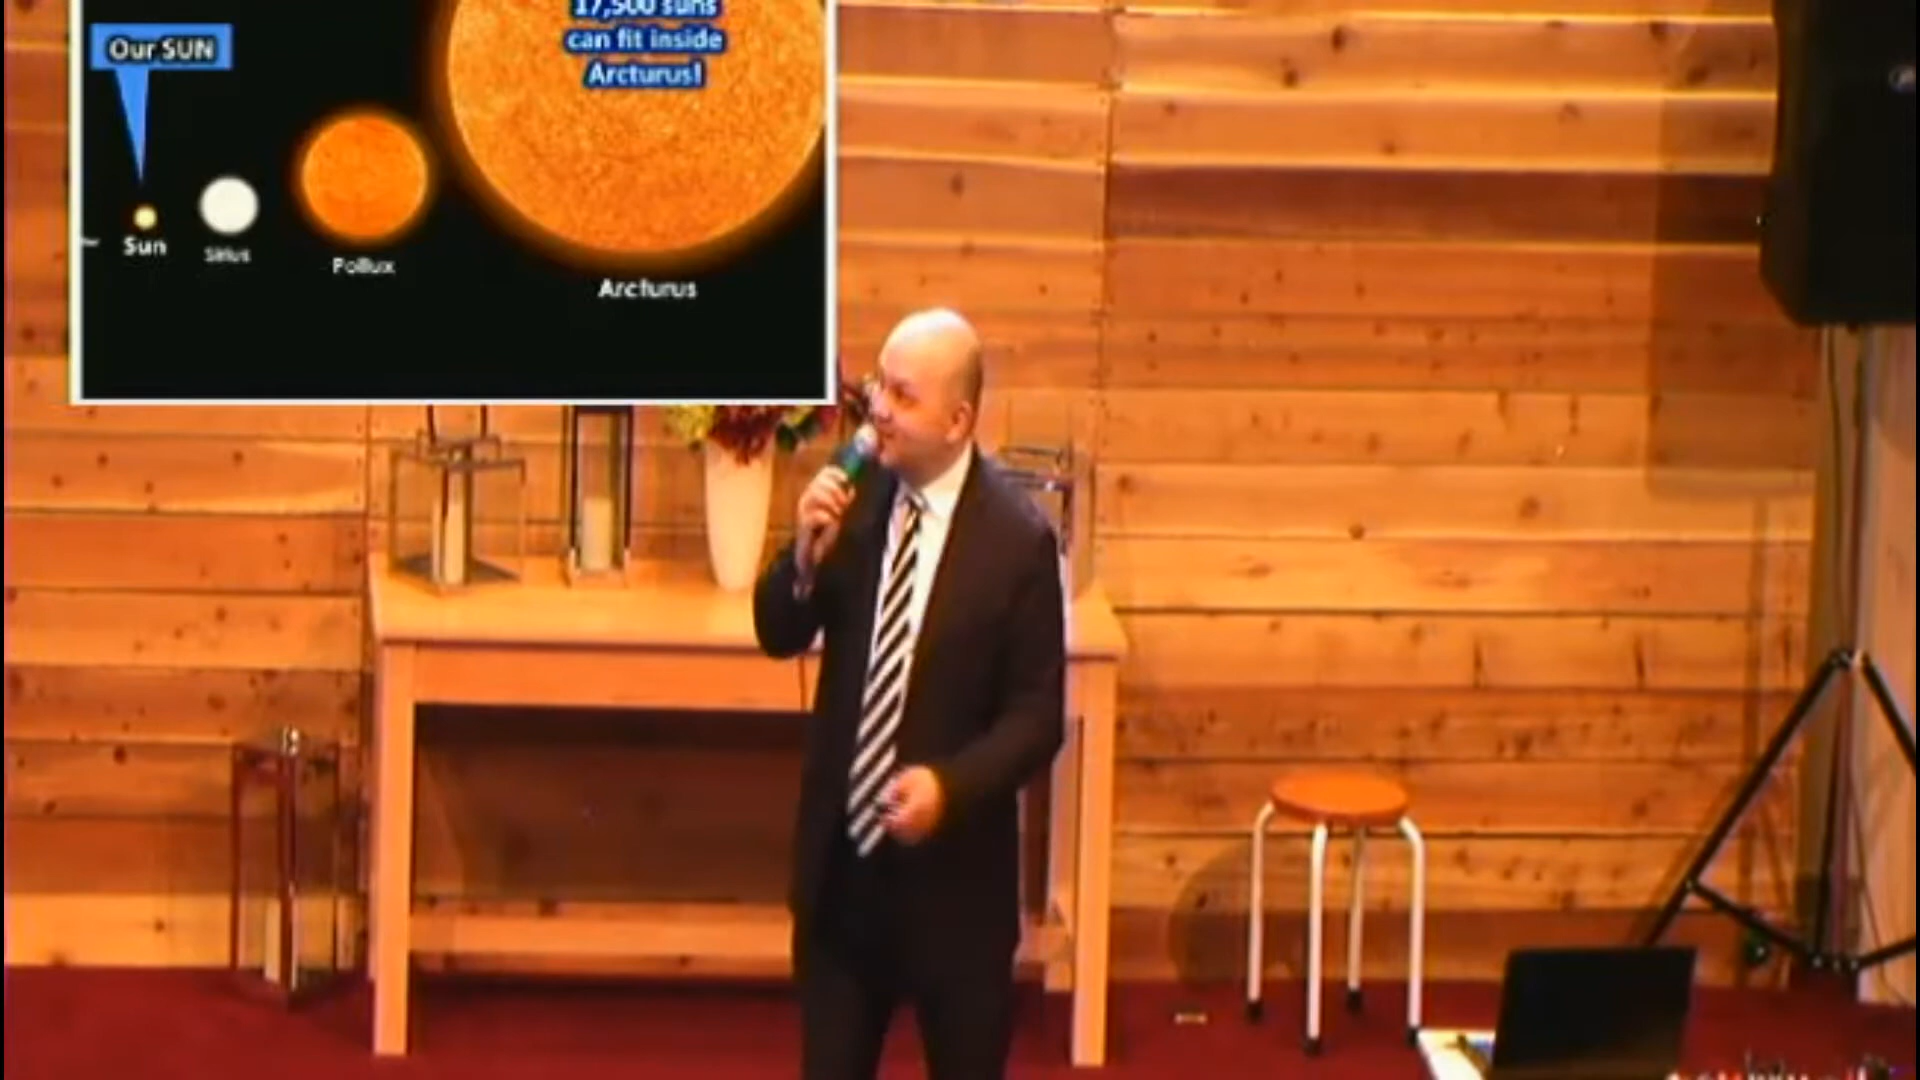 17,500 suns
can fit inside
Arcturus!
Our SUN
Sun
Sirius
Pollux
Arcturus